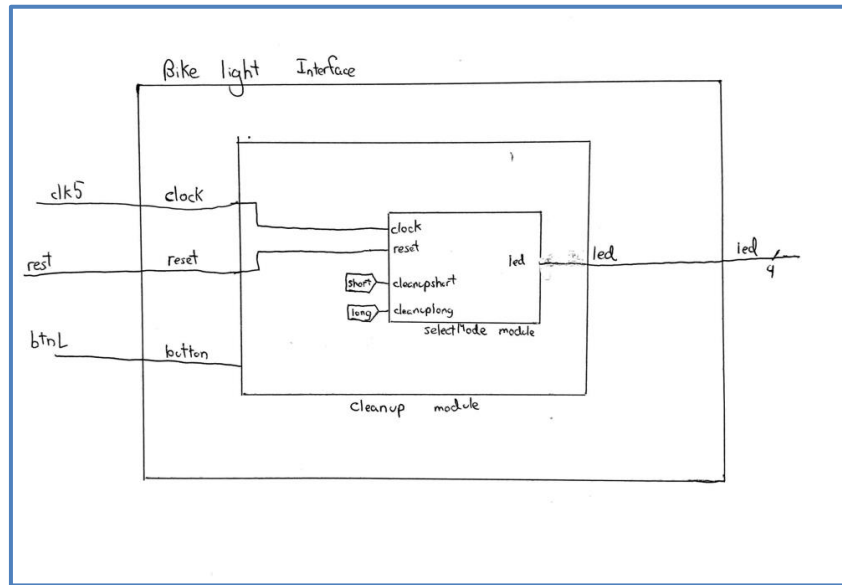 Bike light Interface
clk5 clock
clock
rest reset
reset
led led led
4
short cleanupshort
long cleanuplong
selectMode module
btnL button
Cleanup module